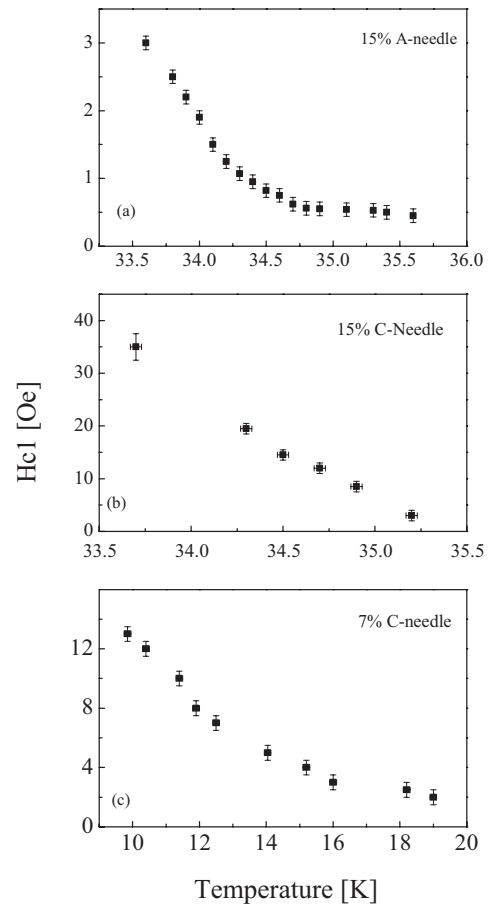 3
2
1
0
15% A-needle
(a)
33.5 34.0 34.5 35.0 35.5 36.0
40
30
20
10
0
15% C-Needle
(b)
33.5 34.0 34.5 35.0 35.5
Hc1 [Oe]
12
8
4
0
7% C-needle
(c)
10 12 14 16 18 20
Temperature [K]